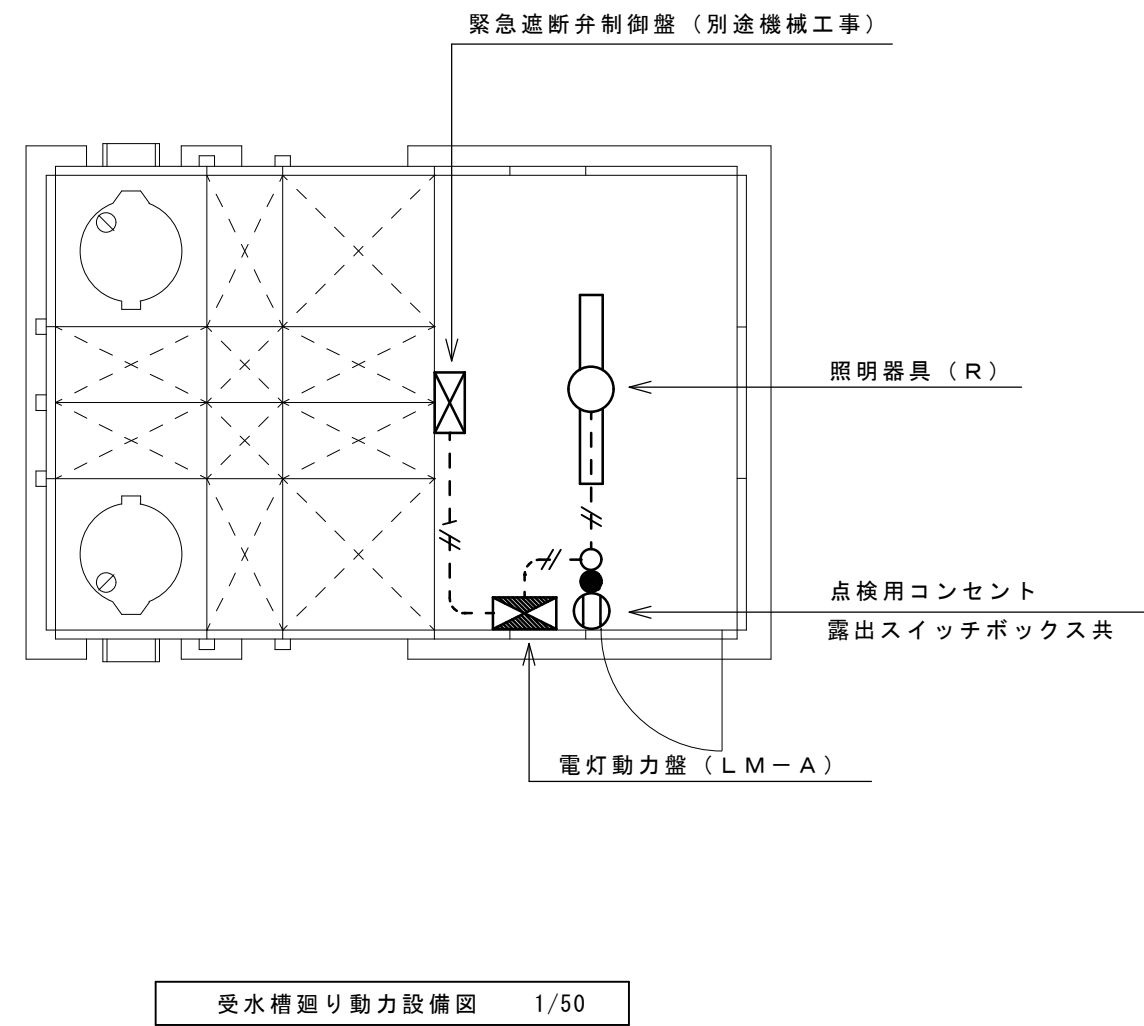 緊急遮断弁制御盤（別途機械工事）
照明器具（Ｒ）
点検用コンセント
露出スイッチボックス共
電灯動力盤（ＬＭ－Ａ）
受水槽廻り動力設備図　1/50